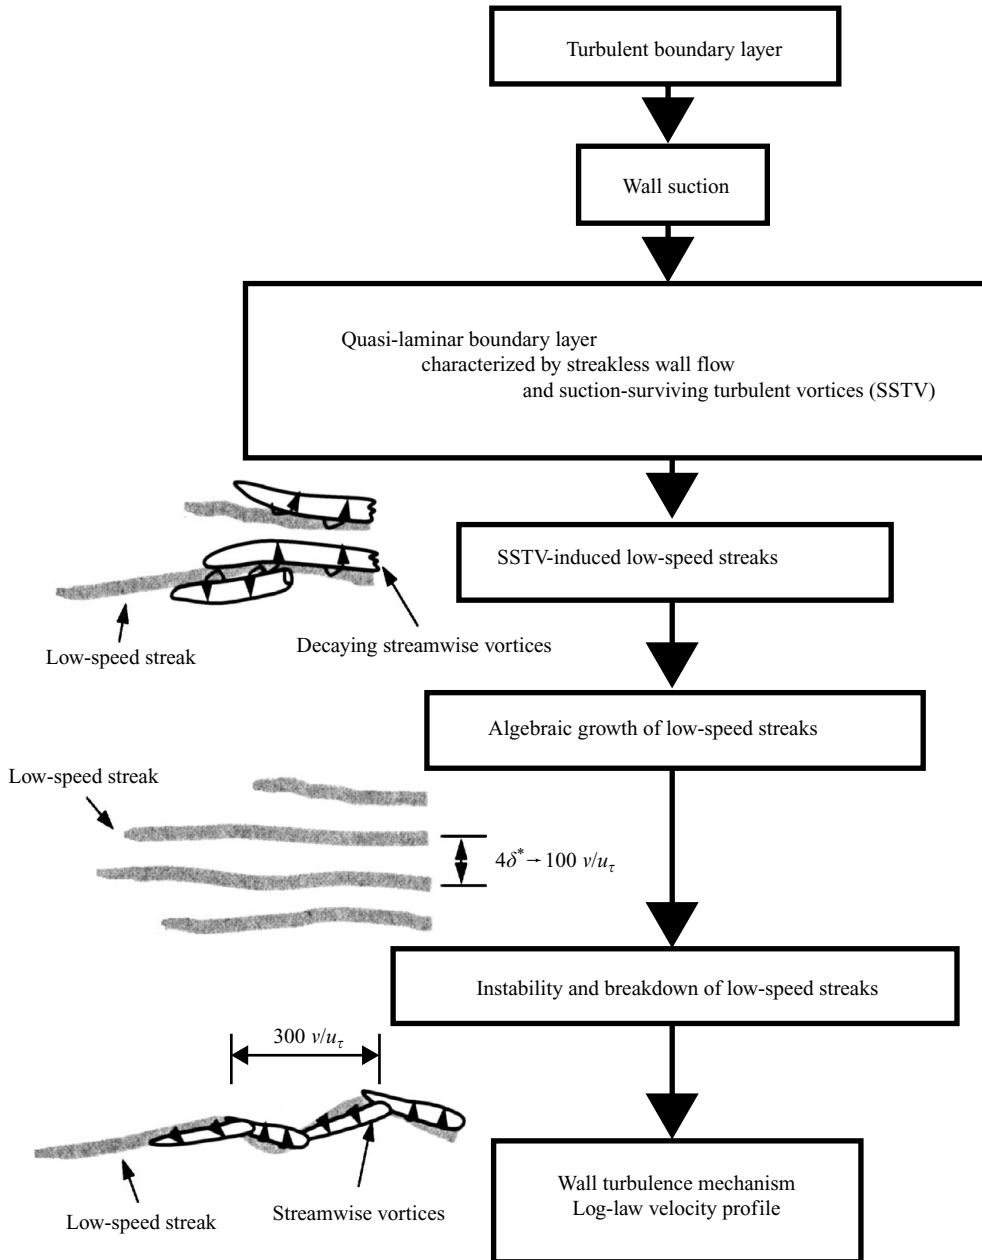 Turbulent boundary layer
Wall suction
Quasi-laminar boundary layer
characterized by streakless wall flow
and suction-surviving turbulent vortices (SSTV)
SSTV-induced low-speed streaks
Decaying streamwise vortices
Low-speed streak
Algebraic growth of low-speed streaks
Low-speed streak
4δ* → 100 ν/uτ
Instability and breakdown of low-speed streaks
300 ν/uτ
Wall turbulence mechanism
Log-law velocity profile
Streamwise vortices
Low-speed streak